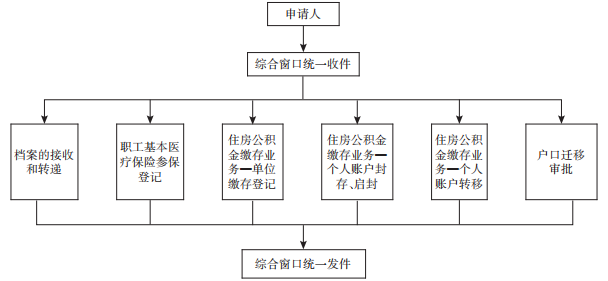 申请人
综合窗口统一收件
档案的接收
和转递
职工基本医
疗保险参保
登记
住房公积
金缴存业
务—单位
缴存登记
住房公积金
缴存业务—
个人账户封
存、启封
住房公积
金缴存业
务—个人
账户转移
户口迁移
审批
综合窗口统一发件